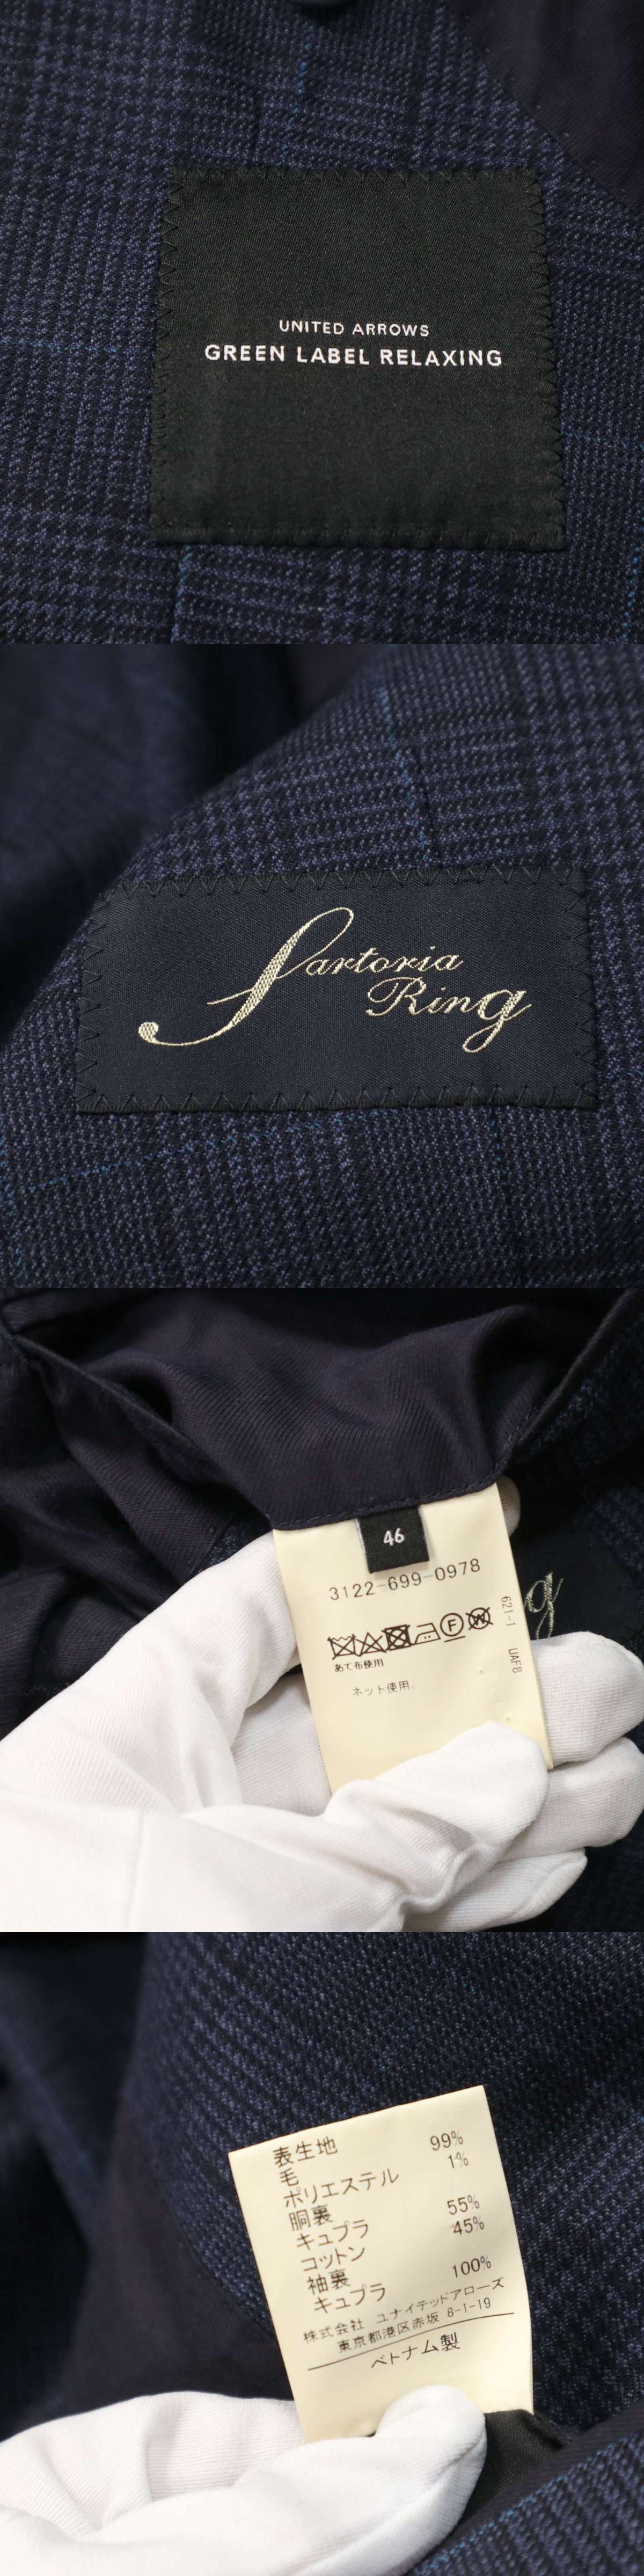 UNITED ARROWS
GREEN LABEL RELAXING
Sartoria
Ring
46
3122-699-0978
F
W
あて布使用
ネット使用。
621-1 UAF8
g
表生地
毛 99%
ポリエステル 1%
胴裏
キュプラ 55%
コットン 45%
袖裏
キュプラ 100%
株式会社 ユナイテッドアローズ
東京都港区赤坂 8-1-19
ベトナム製